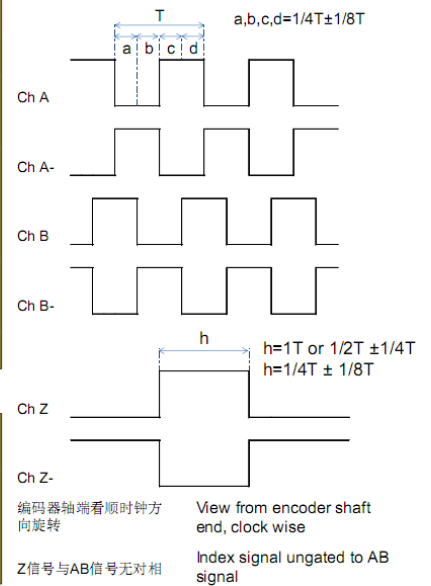 T
a,b,c,d=1/4T±1/8T
a b c d
Ch A
Ch A-
Ch B
Ch B-
h
h=1T or 1/2T ±1/4T
h=1/4T ± 1/8T
Ch Z
Ch Z-
编码器轴端看顺时钟方
向旋转
View from encoder shaft
end, clock wise
Z信号与AB信号无对相
Index signal ungated to AB
signal